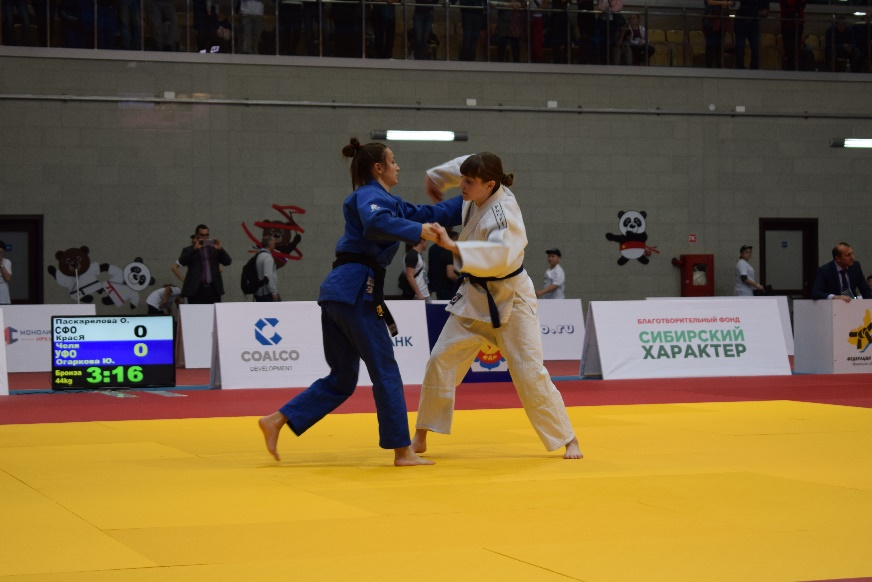 Паскарелова О.
СФО
КрасЯ
0
Челя
УФО
0
Огаркова Ю.
Бронза
44kg
3:16
COALCO
DEVELOPMENT
БЛАГОТВОРИТЕЛЬНЫЙ ФОНД
СИБИРСКИЙ
ХАРАКТЕР